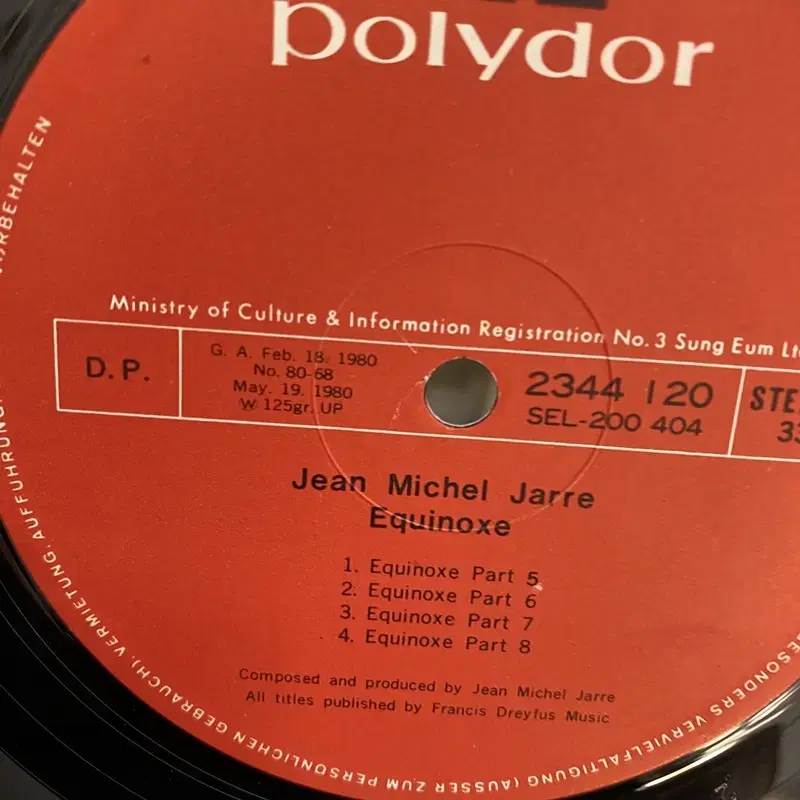 polydor
Ministry of Culture & Information Registration No. 3 Sung Eum Lt
D. P.
G. A. Feb. 18. 1980
No. 80-68
May. 19. 1980
W 125gr. UP
2344 120
SEL-200 404
STE
33
Jean Michel Jarre
Equinoxe
1. Equinoxe Part 5
2. Equinoxe Part 6
3. Equinoxe Part 7
4. Equinoxe Part 8
Composed and produced by Jean Michel Jarre
All titles published by Francis Dreyfus Music
ESONDERS VERVIELFÄLTIGUNG (AUSSER ZUM PERSÖNLICHEN GEBRAUCH), VERMIETUNG, AUFFÜHRUNG,
RBEHALTEN